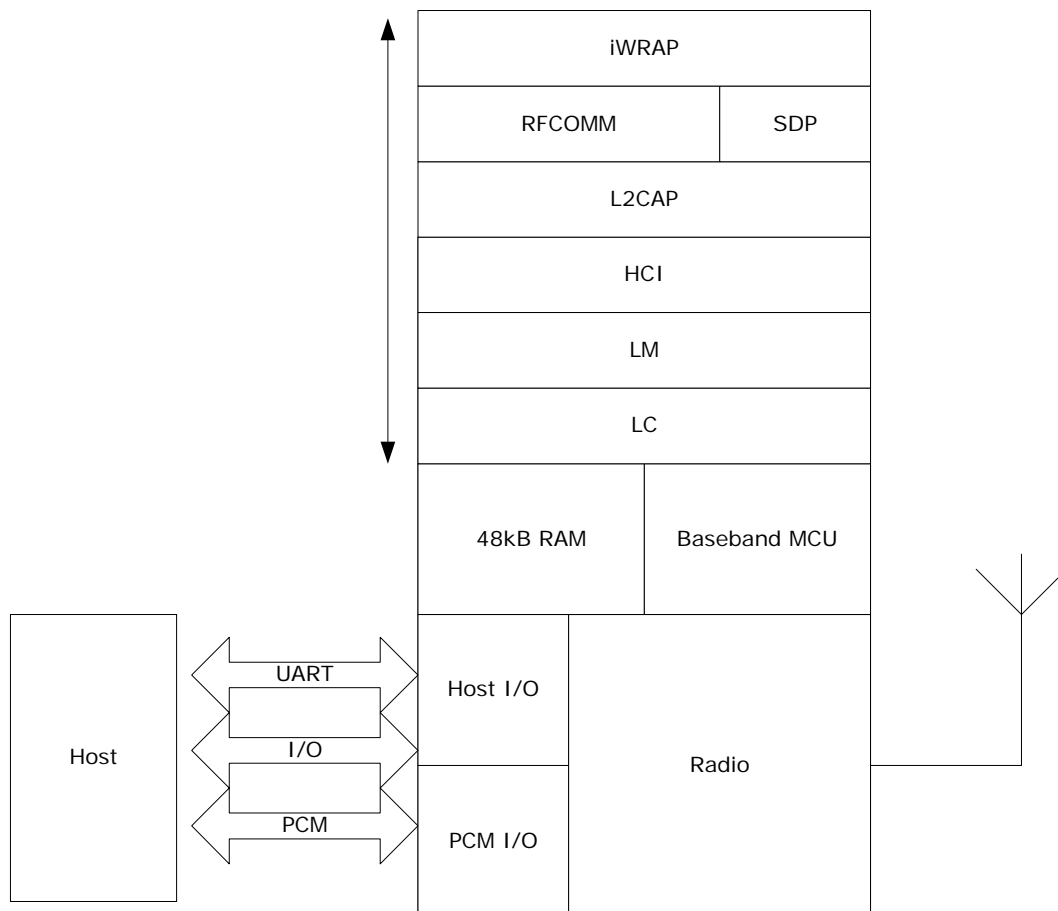 iWRAP
RFCOMM
SDP
L2CAP
HCI
LM
LC
48kB RAM
Baseband MCU
UART
Host I/O
Host
I/O
Radio
PCM
PCM I/O